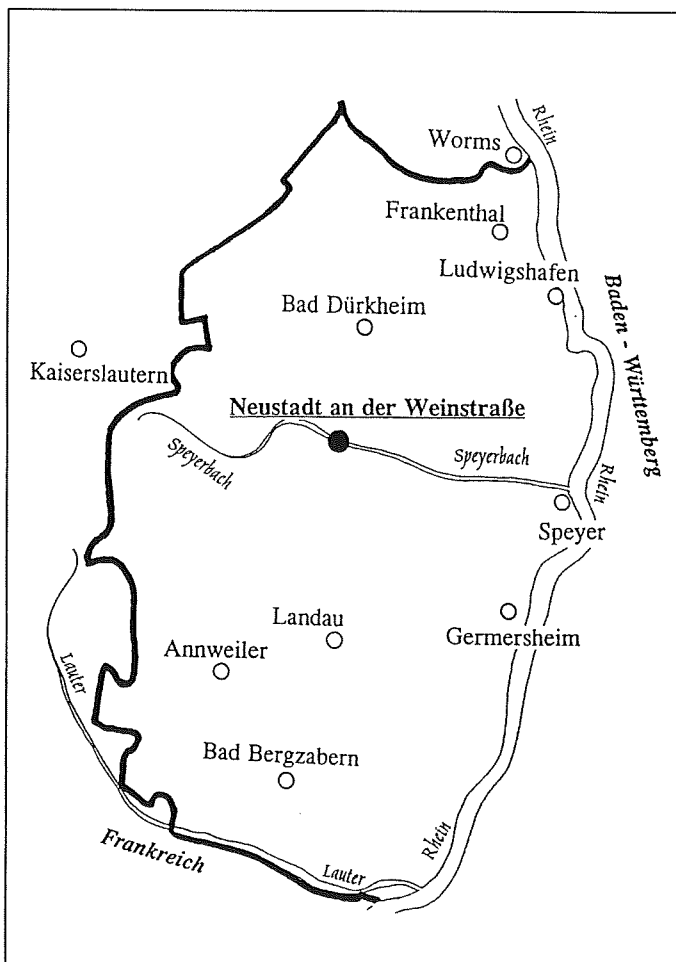 Rhein
Worms
Frankenthal
Ludwigshafen
Baden - Württemberg
Bad Dürkheim
Kaiserslautern
Neustadt an der Weinstraße
Speyerbach
Speyerbach
Rhein
Speyer
Landau
Germersheim
Annweiler
Lauter
Bad Bergzabern
Rhein
Frankreich
Lauter